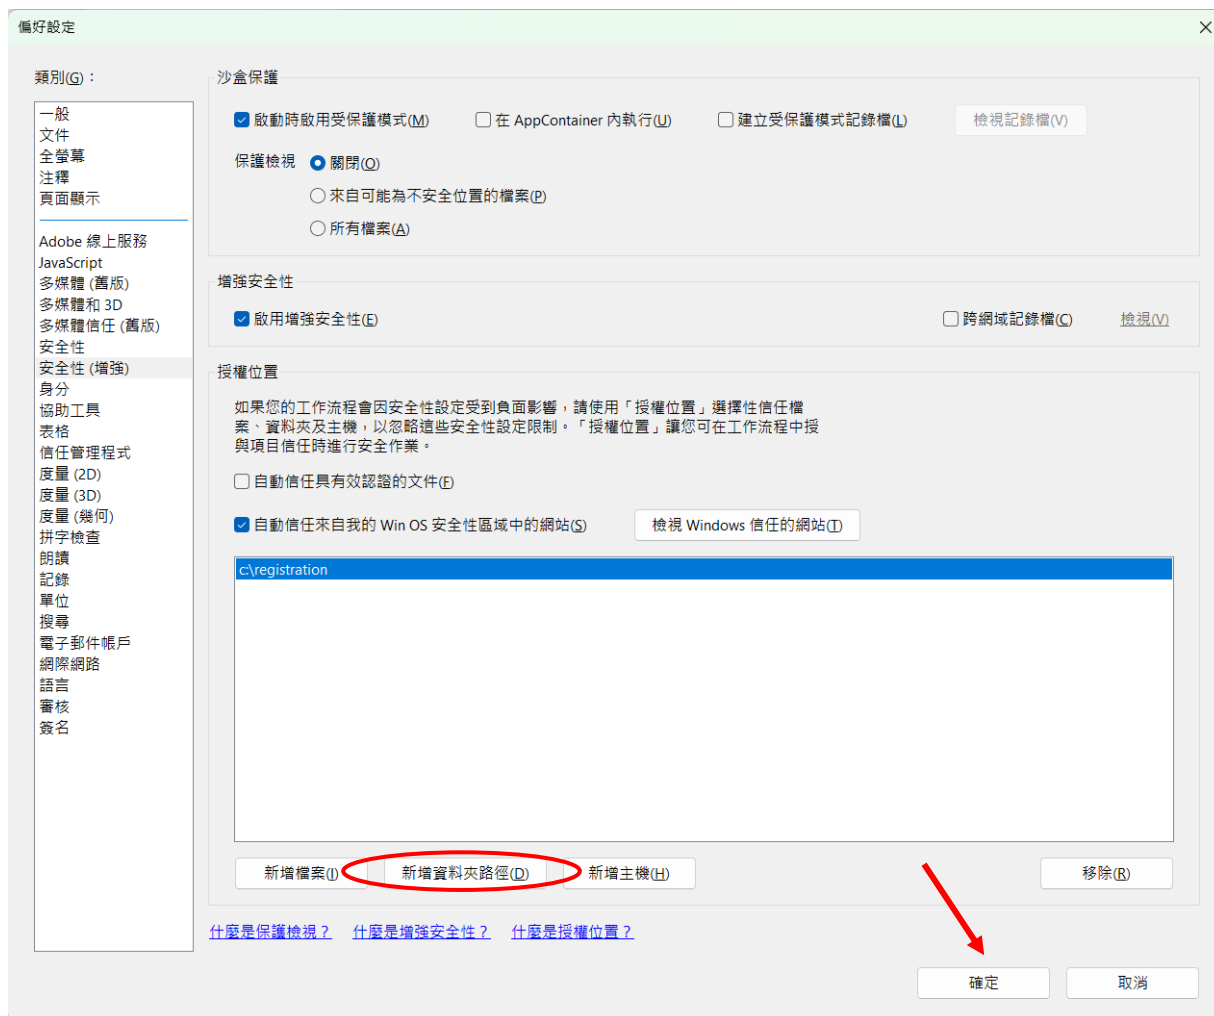 偏好設定
類別(G)：
一般
文件
全螢幕
注釋
頁面顯示
Adobe 線上服務
JavaScript
多媒體 (舊版)
多媒體和 3D
多媒體信任 (舊版)
安全性
安全性 (增強)
身分
協助工具
表格
信任管理程式
度量 (2D)
度量 (3D)
度量 (幾何)
拼字檢查
朗讀
記錄
單位
搜尋
電子郵件帳戶
網際網路
語言
審核
簽名
沙盒保護
啟動時啟用受保護模式(M) 在 AppContainer 內執行(U) 建立受保護模式記錄檔(L) 檢視記錄檔(V)
保護檢視 關閉(O)
來自可能為不安全位置的檔案(P)
所有檔案(A)
增強安全性
啟用增強安全性(E) 跨網域記錄檔(C) 檢視(V)
授權位置
如果您的工作流程會因安全性設定受到負面影響，請使用「授權位置」選擇性信任檔
案、資料夾及主機，以忽略這些安全性設定限制。「授權位置」讓您可在工作流程中授
與項目信任時進行安全作業。
自動信任具有效認證的文件(F)
自動信任來自我的 Win OS 安全性區域中的網站(S) 檢視 Windows 信任的網站(T)
c:\registration
新增檔案(I) 新增資料夾路徑(D) 新增主機(H) 移除(R)
什麼是保護檢視？ 什麼是增強安全性？ 什麼是授權位置？
確定 取消